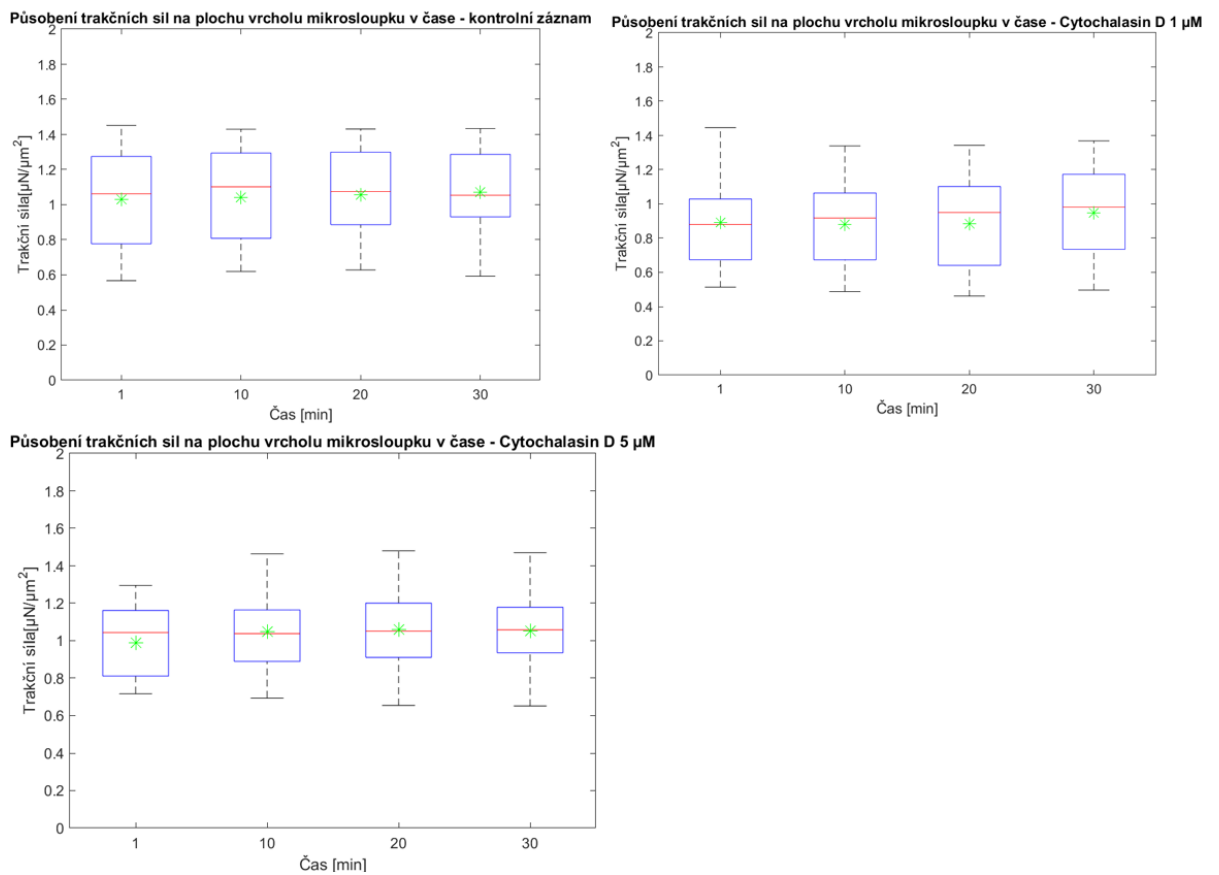 Působení trakčních sil na plochu vrcholu mikrosloupku v čase - kontrolní záznam
2
1.8
1.6
1.4
1.2
1
0.8
0.6
0.4
0.2
0
Trakční síla[µN/µm²]
1 10 20 30
Čas [min]
Působení trakčních sil na plochu vrcholu mikrosloupku v čase - Cytochalasin D 1 µM
2
1.8
1.6
1.4
1.2
1
0.8
0.6
0.4
0.2
0
Trakční síla[µN/µm²]
1 10 20 30
Čas [min]
Působení trakčních sil na plochu vrcholu mikrosloupku v čase - Cytochalasin D 5 µM
2
1.8
1.6
1.4
1.2
1
0.8
0.6
0.4
0.2
0
Trakční síla[µN/µm²]
1 10 20 30
Čas [min]